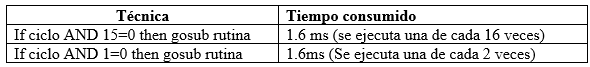 Técnica Tiempo consumido
If ciclo AND 15=0 then gosub rutina 1.6 ms (se ejecuta una de cada 16 veces)
If ciclo AND 1=0 then gosub rutina 1.6ms (Se ejecuta una de cada 2 veces)